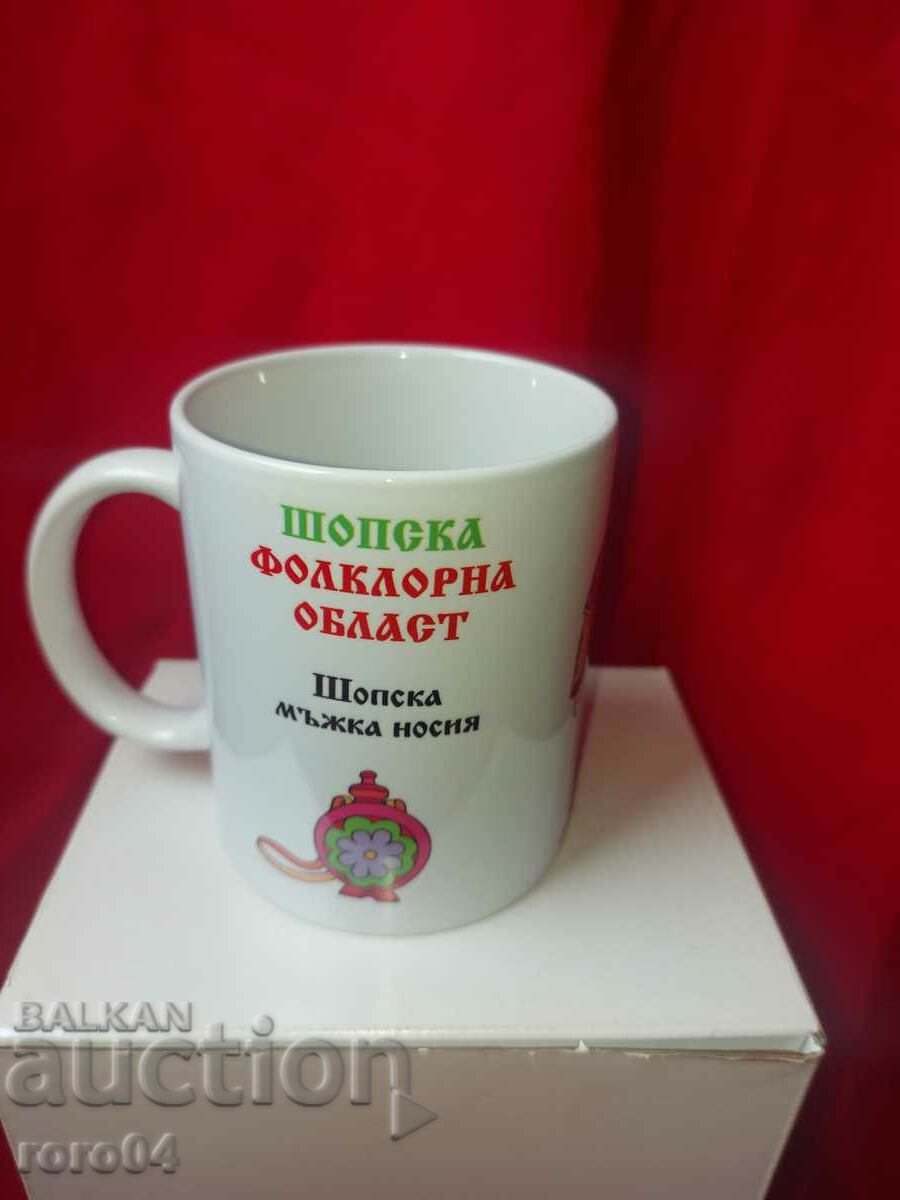 ШОПСКА
ФОЛКЛОРНА
ОБЛАСТ
Шопска
мъжка носия
BALKAN
auction
roro04